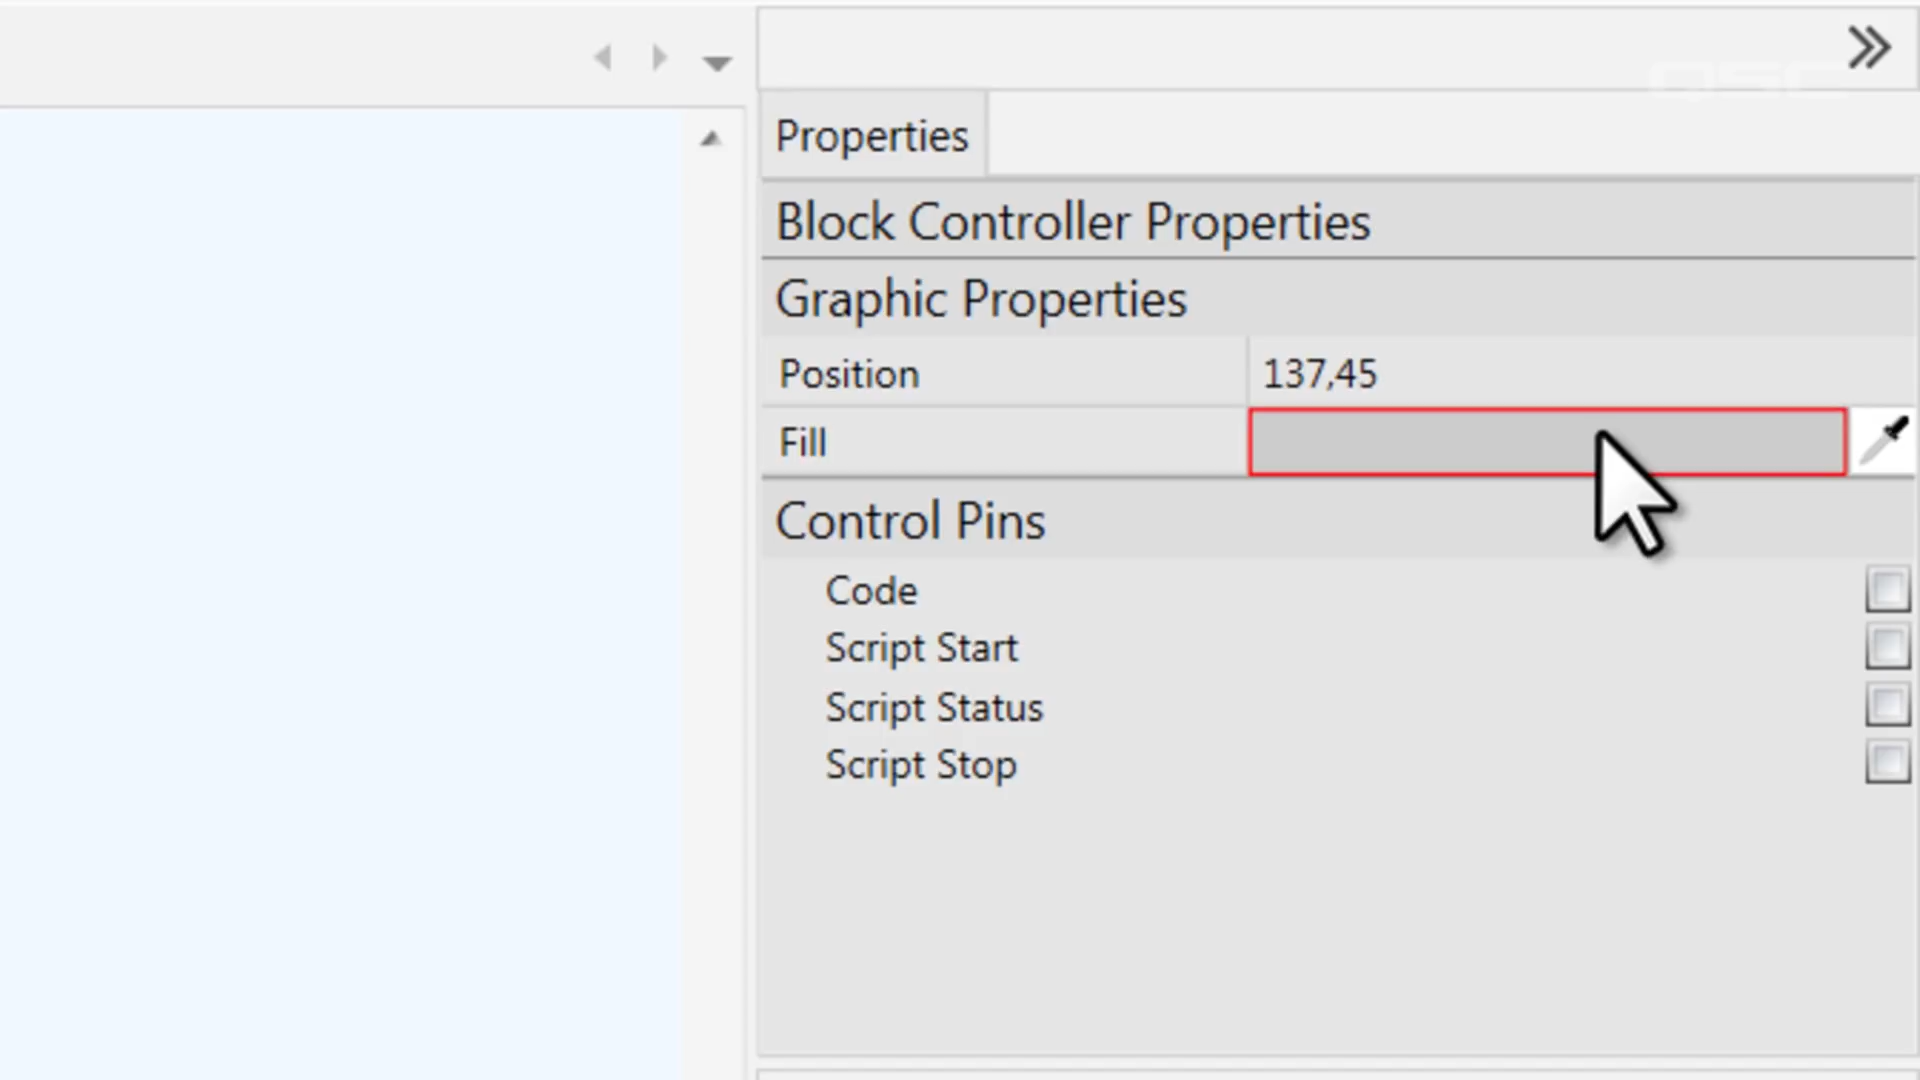 QSC
Properties
Block Controller Properties
Graphic Properties
Position 137,45
Fill
Control Pins
Code
Script Start
Script Status
Script Stop